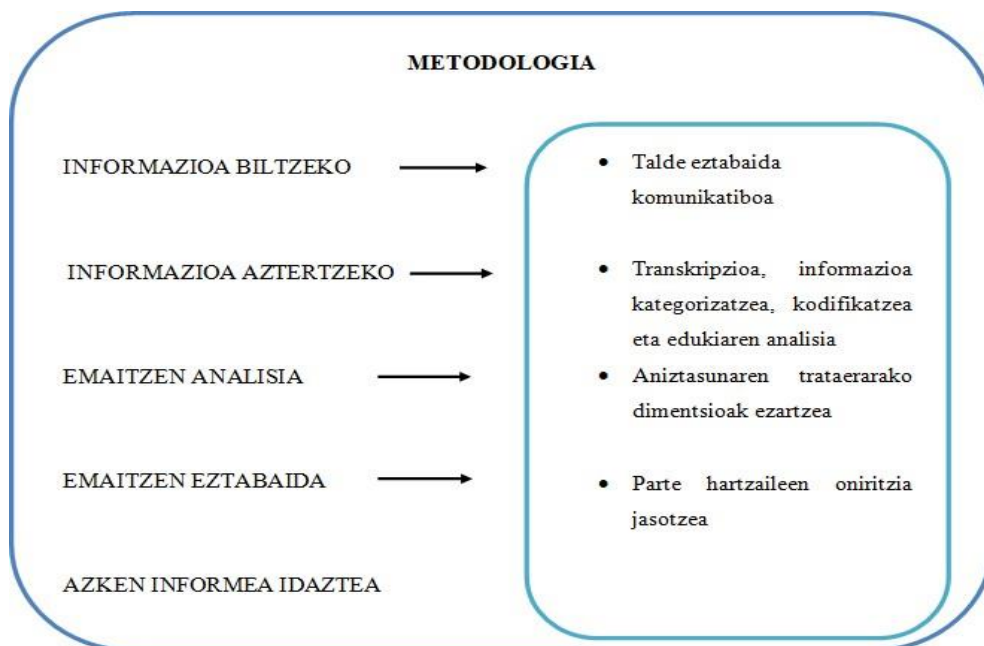 METODOLOGIA
INFORMAZIOA BILTZEKO
• Talde eztabaida
komunikatiboa
INFORMAZIOA AZTERTZEKO
• Transkripzioa, informazioa
kategorizatzea, kodifikatzea
eta edukiaren analisia
EMAITZEN ANALISIA
• Aniztasunaren trataerarako
dimentsioak ezartzea
EMAITZEN EZTABAIDA
• Parte hartzaileen oniritzia
jasotzea
AZKEN INFORMEA IDAZTEA